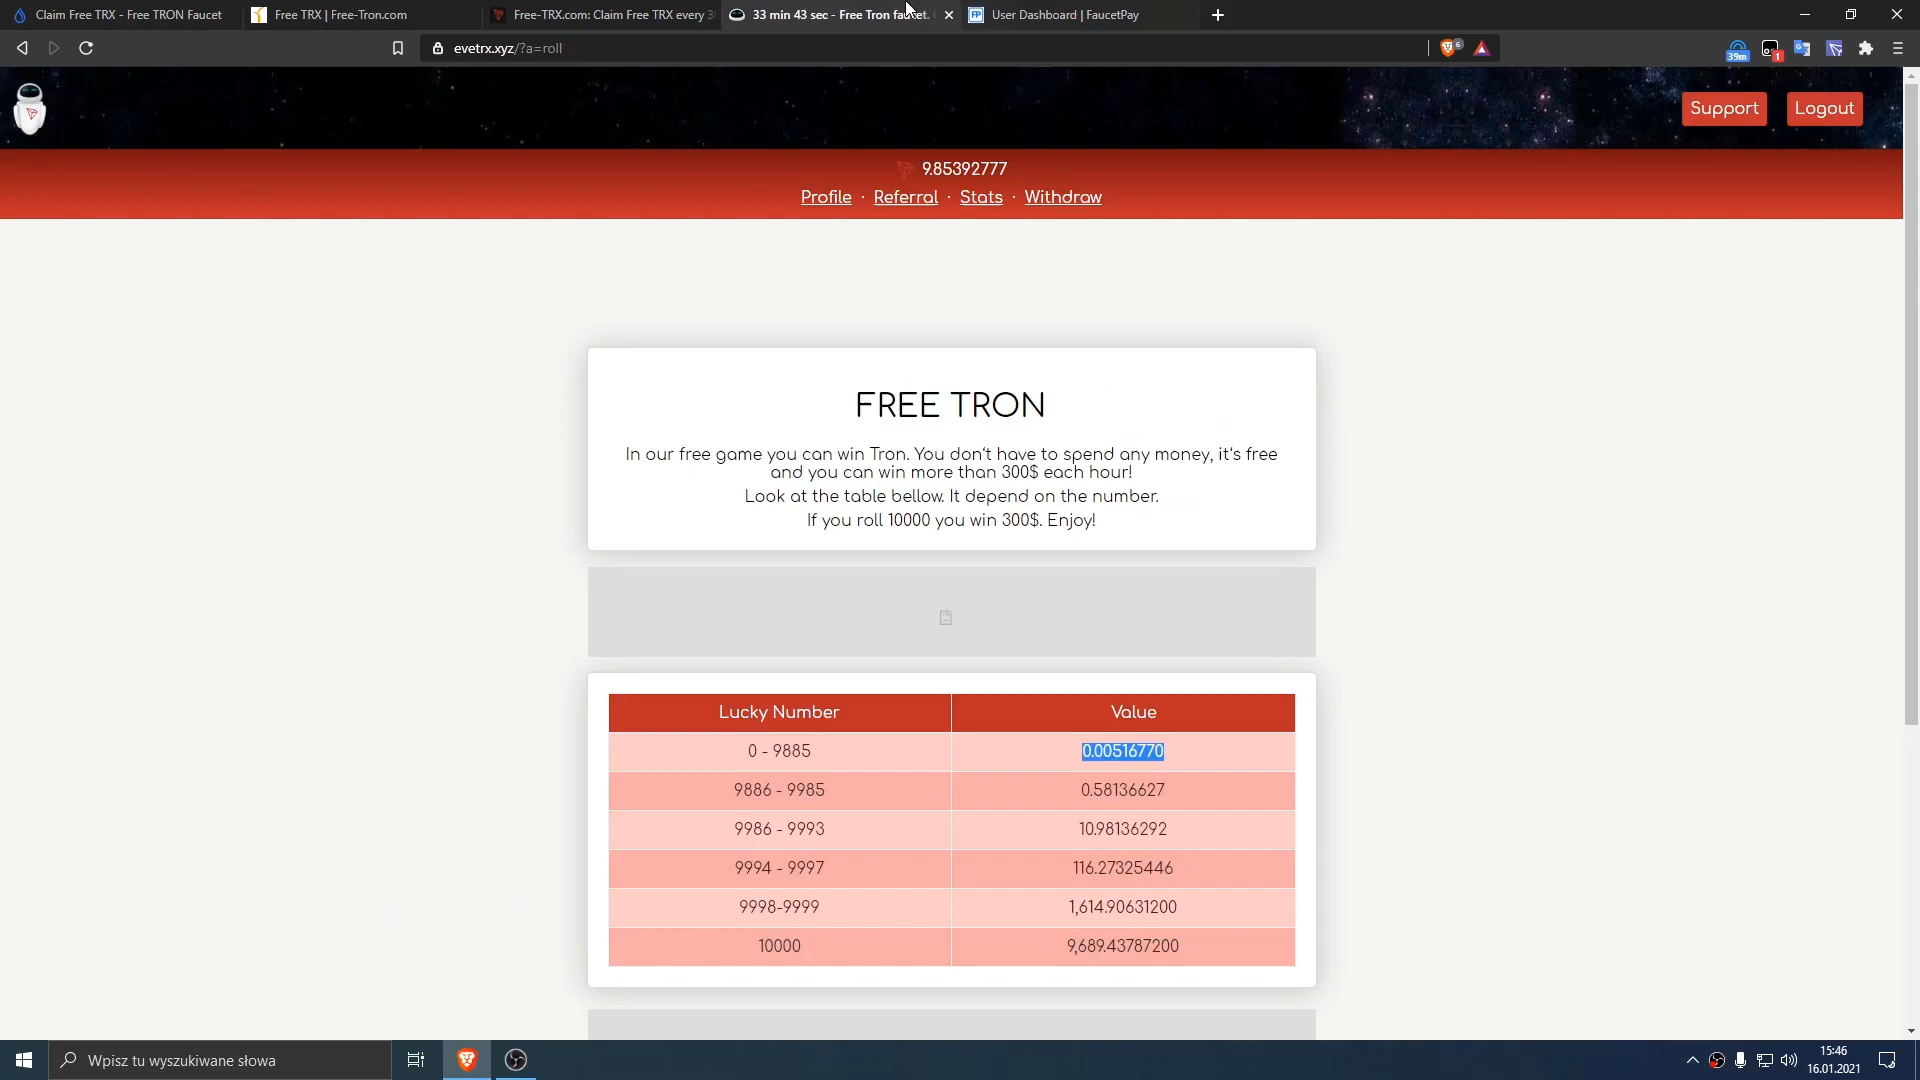 Claim Free TRX - Free TRON Faucet
Free TRX | Free-Tron.com
Free-TRX.com: Claim Free TRX every 30
33 min 43 sec - Free Tron faucet.
User Dashboard | FaucetPay
evetrx.xyz/?a=roll
6
39m
1
Support
Logout
9.85392777
Profile · Referral · Stats · Withdraw
FREE TRON
In our free game you can win Tron. You don't have to spend any money, it's free
and you can win more than 300$ each hour!
Look at the table bellow. It depend on the number.
If you roll 10000 you win 300$. Enjoy!
Lucky Number Value
0 - 9885 0.00516770
9886 - 9985 0.58136627
9986 - 9993 10.98136292
9994 - 9997 116.27325446
9998-9999 1,614.90631200
10000 9,689.43787200
Wpisz tu wyszukiwane słowa
15:46
16.01.2021